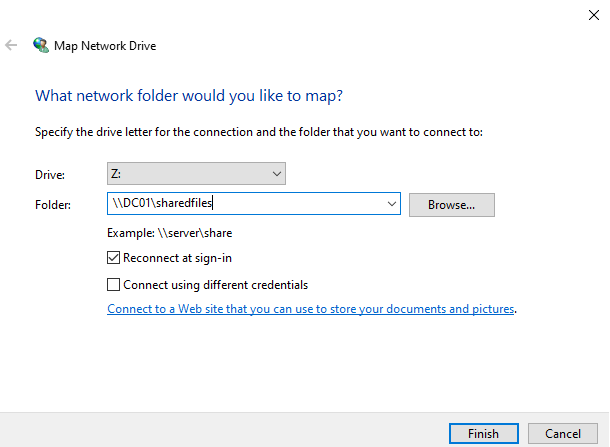 Map Network Drive
What network folder would you like to map?
Specify the drive letter for the connection and the folder that you want to connect to:
Drive: Z:
Folder: \\DC01\sharedfiles Browse...
Example: \\server\share
Reconnect at sign-in
Connect using different credentials
Connect to a Web site that you can use to store your documents and pictures.
Finish Cancel